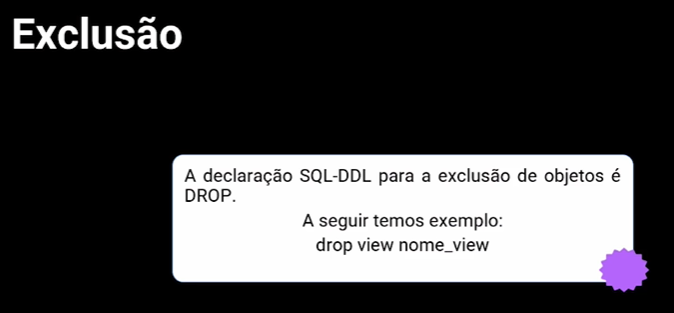 Exclusão
A declaração SQL-DDL para a exclusão de objetos é
DROP.
A seguir temos exemplo:
drop view nome_view